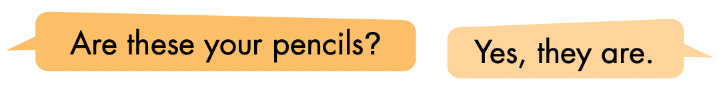 Are these your pencils?
Yes, they are.